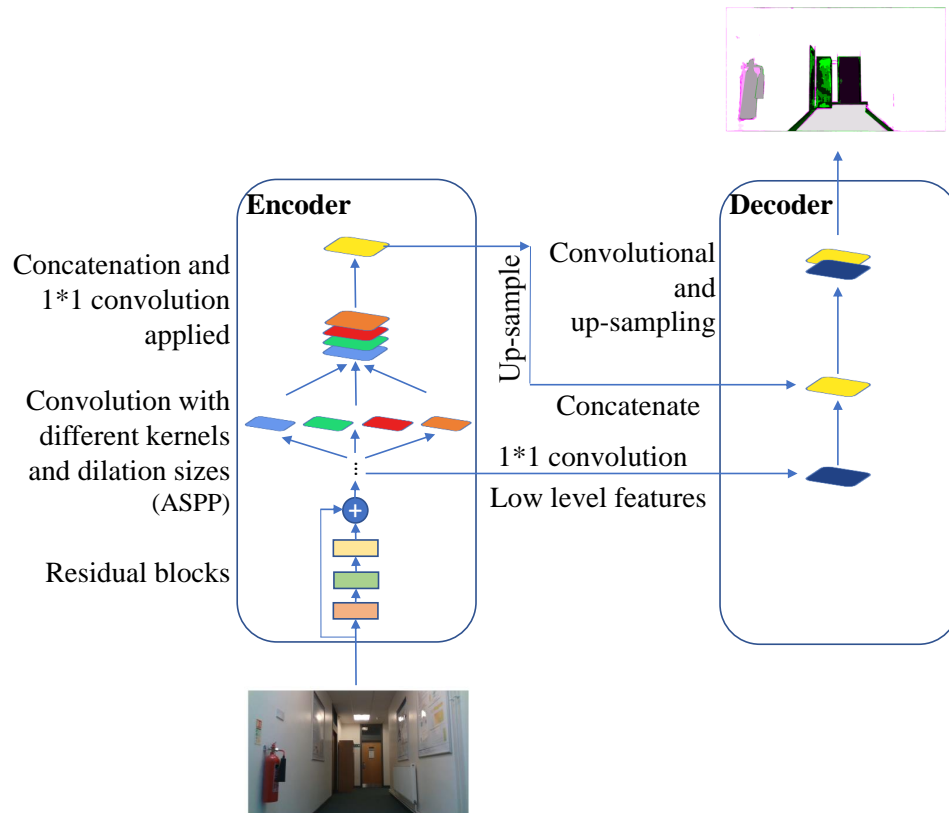 Encoder
Decoder
Concatenation and
1*1 convolution
applied
Up-sample
Convolutional
and
up-sampling
Convolution with
different kernels
and dilation sizes
(ASPP)
Concatenate
1*1 convolution
Low level features
...
+
Residual blocks